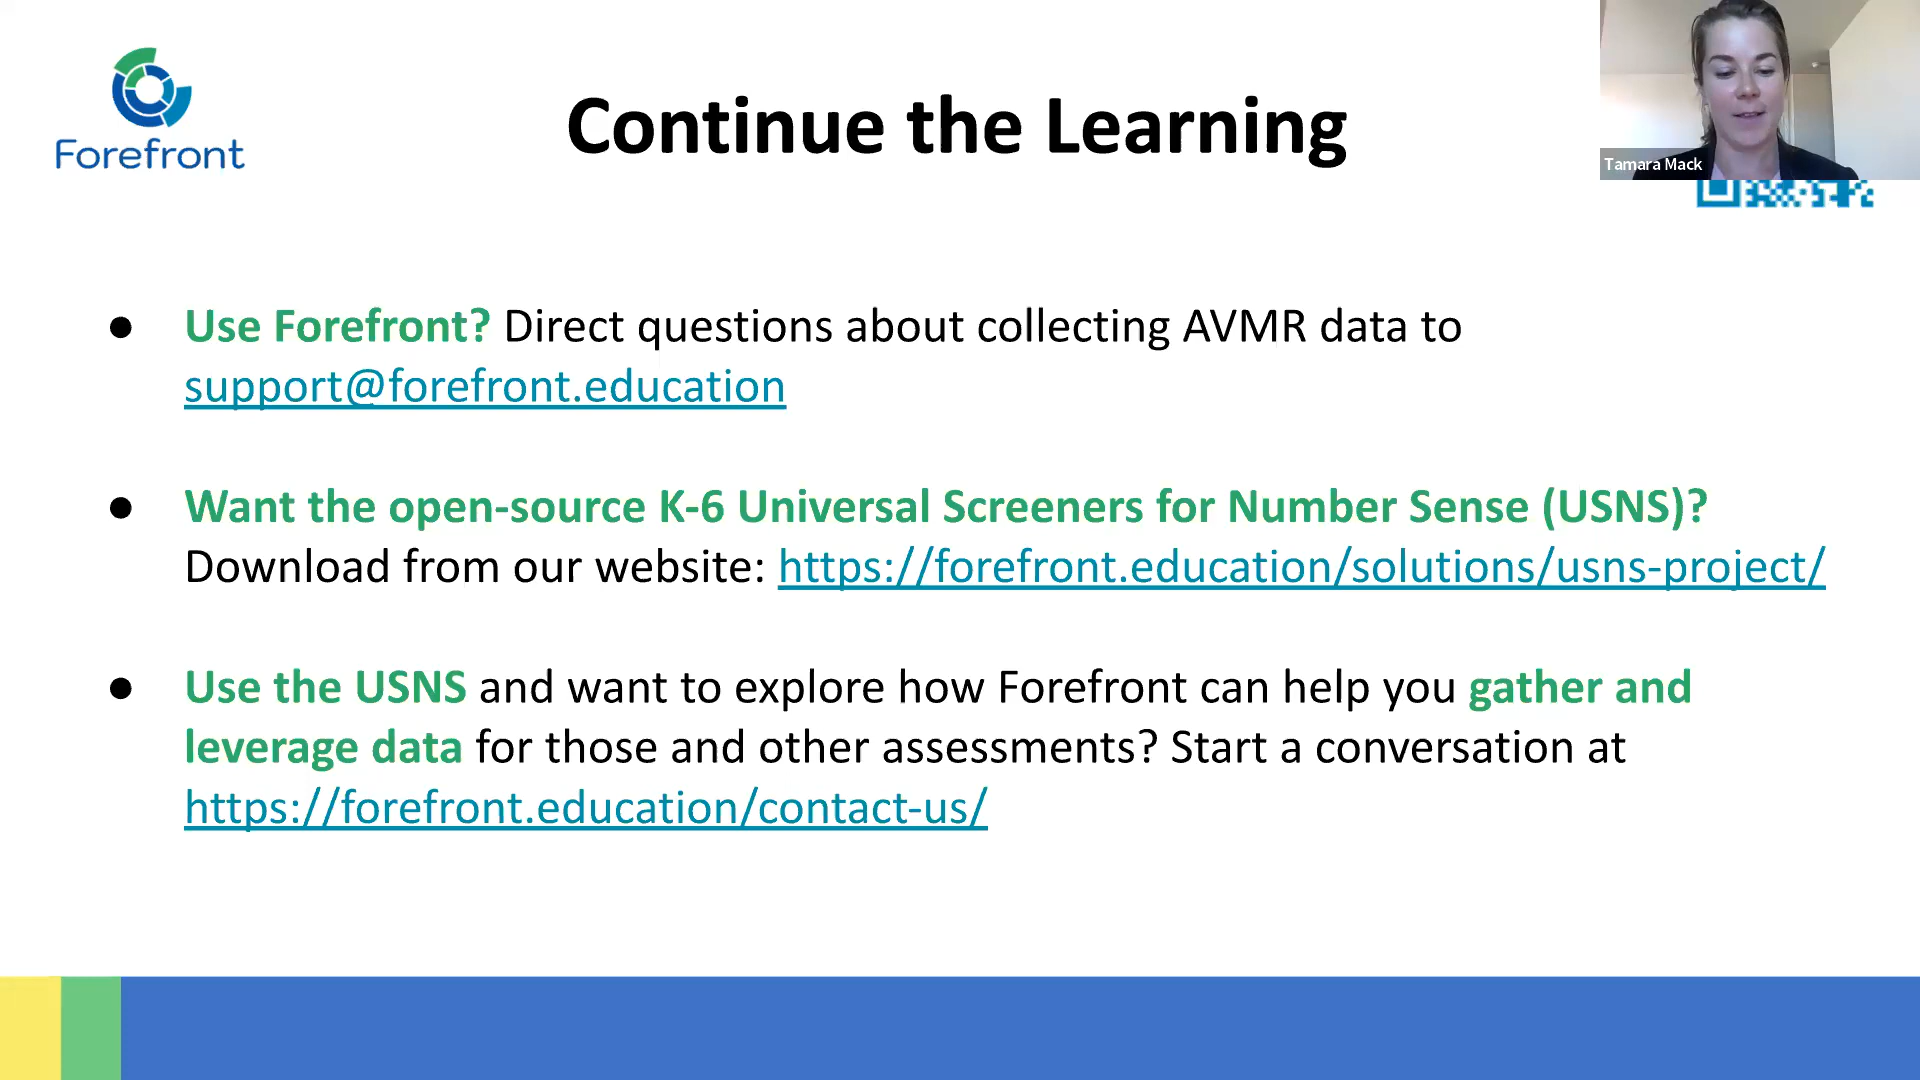 Forefront
Continue the Learning
Tamara Mack
● Use Forefront? Direct questions about collecting AVMR data to
support@forefront.education
● Want the open-source K-6 Universal Screeners for Number Sense (USNS)?
Download from our website: https://forefront.education/solutions/usns-project/
● Use the USNS and want to explore how Forefront can help you gather and
leverage data for those and other assessments? Start a conversation at
https://forefront.education/contact-us/